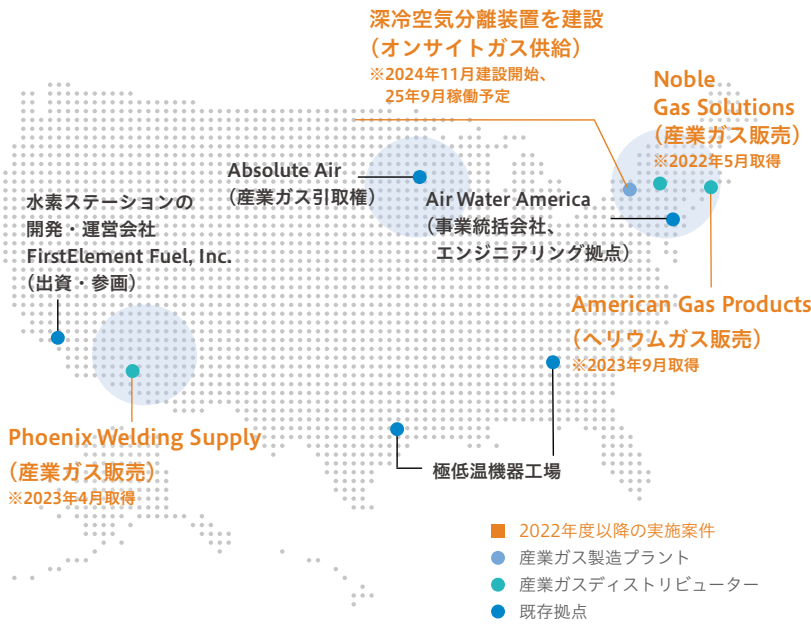 深冷空気分離装置を建設
（オンサイトガス供給）
※2024年11月建設開始、
25年9月稼働予定
Noble
Gas Solutions
（産業ガス販売）
※2022年5月取得
Absolute Air
（産業ガス引取権）
Air Water America
（事業統括会社、
エンジニアリング拠点）
水素ステーションの
開発・運営会社
FirstElement Fuel, Inc.
（出資・参画）
American Gas Products
（ヘリウムガス販売）
※2023年9月取得
Phoenix Welding Supply
（産業ガス販売）
※2023年4月取得
極低温機器工場
2022年度以降の実施案件
産業ガス製造プラント
産業ガスディストリビューター
既存拠点